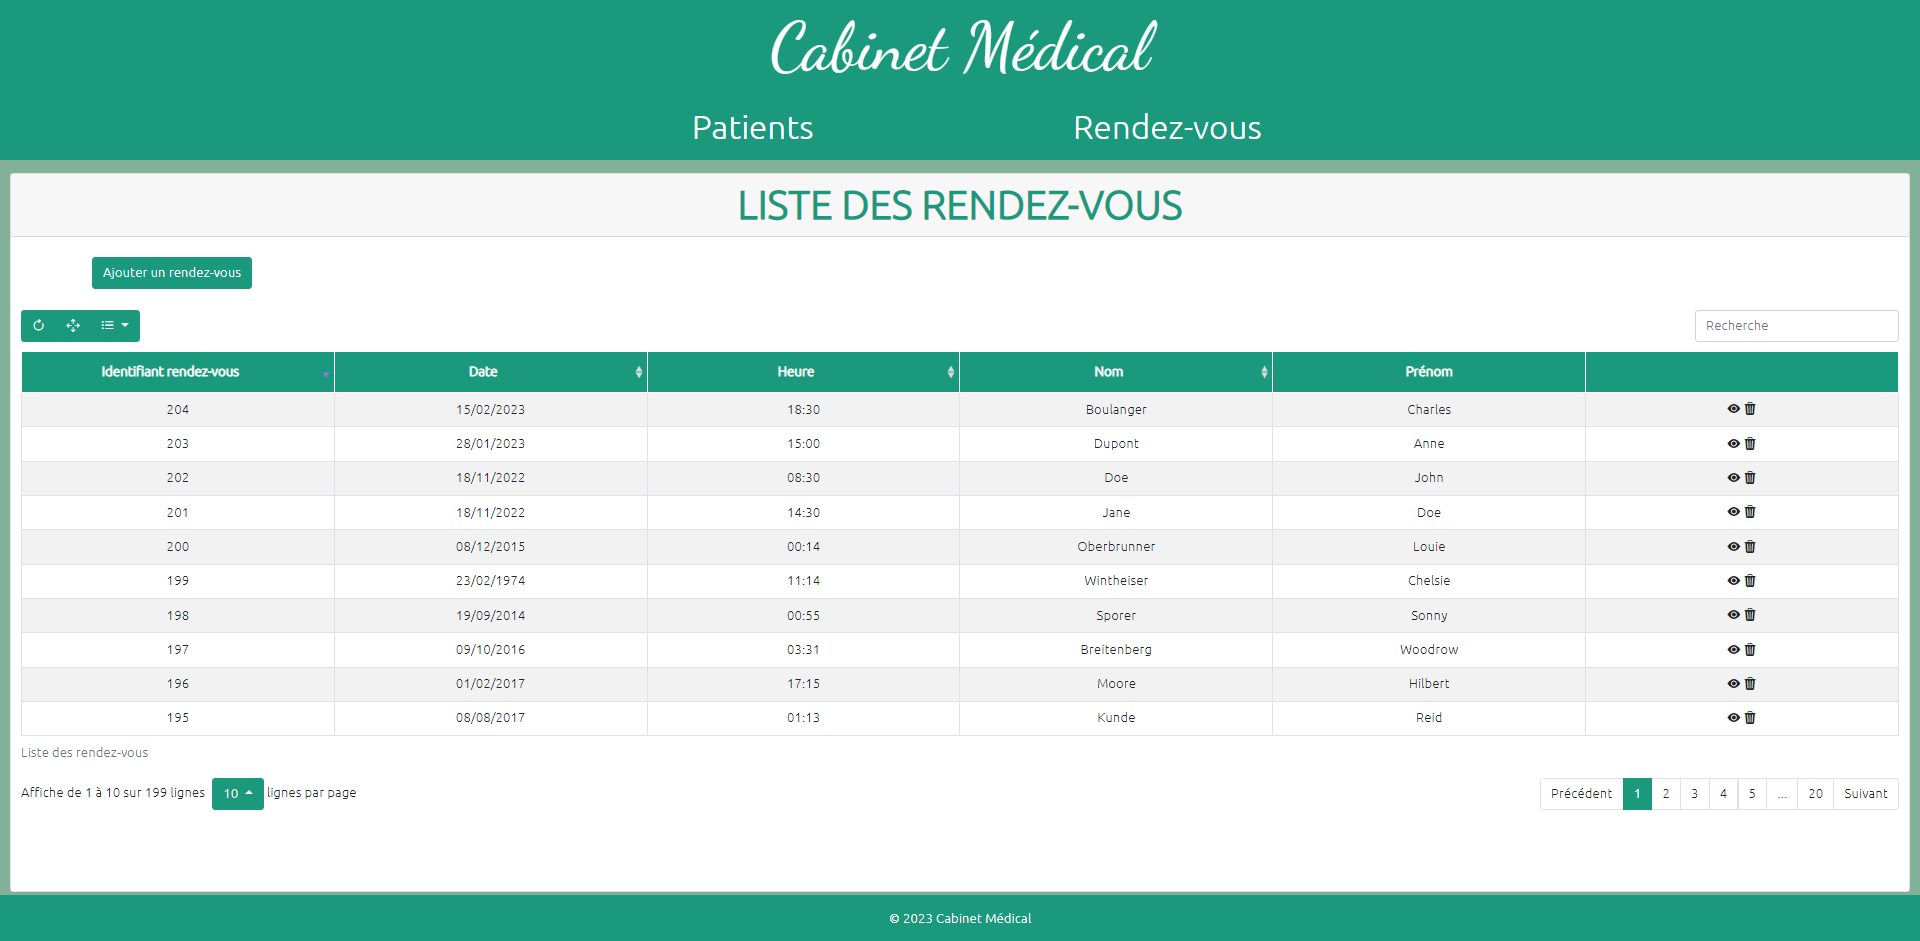 Cabinet Médical
Patients Rendez-vous
LISTE DES RENDEZ-VOUS
Ajouter un rendez-vous
Recherche
Identifiant rendez-vous Date Heure Nom Prénom
204 15/02/2023 18:30 Boulanger Charles
203 28/01/2023 15:00 Dupont Anne
202 18/11/2022 08:30 Doe John
201 18/11/2022 14:30 Jane Doe
200 08/12/2015 00:14 Oberbrunner Louie
199 23/02/1974 11:14 Wintheiser Chelsie
198 19/09/2014 00:55 Sporer Sonny
197 09/10/2016 03:31 Breitenberg Woodrow
196 01/02/2017 17:15 Moore Hilbert
195 08/08/2017 01:13 Kunde Reid
Liste des rendez-vous
Affiche de 1 à 10 sur 199 lignes 10 lignes par page Précédent 1 2 3 4 5 ... 20 Suivant
© 2023 Cabinet Médical